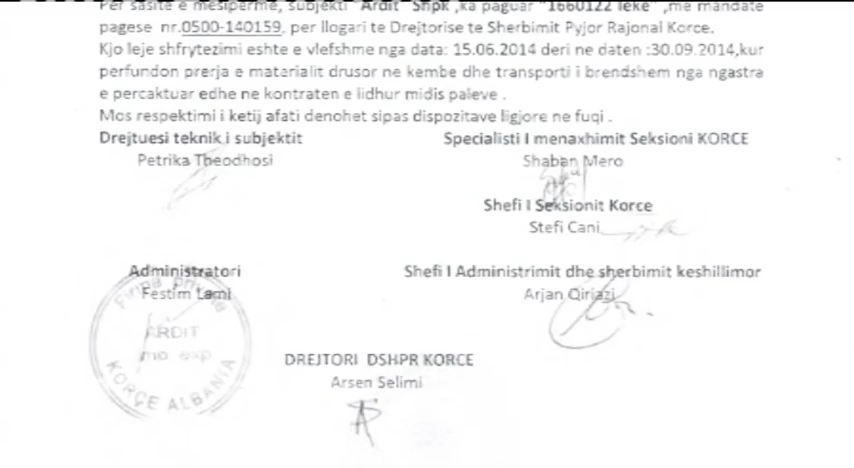 Per sasite e mesiperme, subjekti "Ardit" Shpk ,ka paguar "1660122 leke" ,me mandate
pagese nr.0500-140159, per llogari te Drejtorise te Sherbimit Pyjor Rajonal Korce.
Kjo leje shfrytezimi eshte e vlefshme nga data: 15.06.2014 deri ne daten :30.09.2014,kur
perfundon prerja e materialit drusor ne kembe dhe transporti i brendshem nga ngastra
e percaktuar edhe ne kontraten e lidhur midis paleve .
Mos respektimi i ketij afati denohet sipas dispozitave ligjore ne fuqi .
Drejtuesi teknik i subjektit Specialisti I menaxhimit Seksioni KORCE
Petrika Theodhosi Shaban Mero
Shefi I Seksionit Korce
Stefi Cani
Administratori Shefi I Administrimit dhe sherbimit keshillimor
Festim Lami Arjan Qiriazi
Firma private
ARDIT
exp
KORÇE ALBANIA
DREJTORI DSHPR KORCE
Arsen Selimi